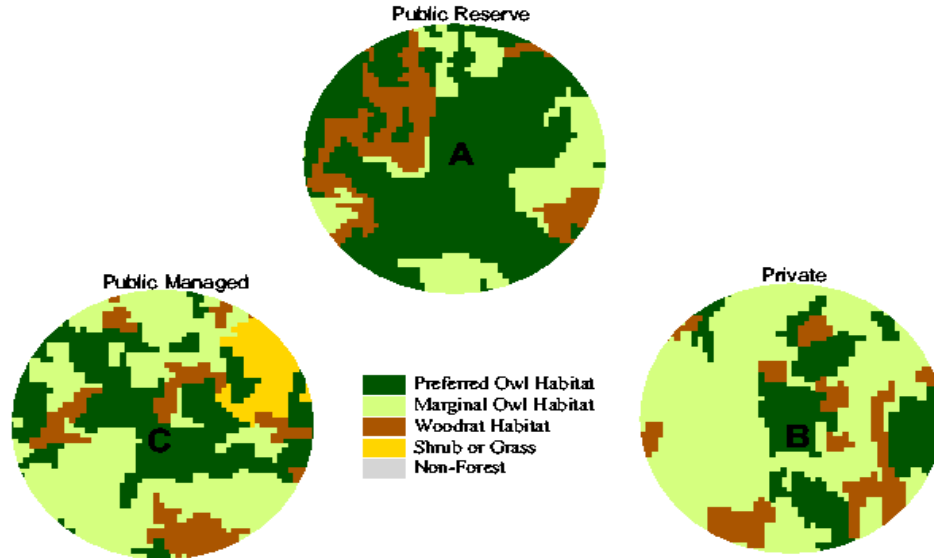 Public Reserve
A
Public Managed
Private
Preferred Owl Habitat
Marginal Owl Habitat
Woodrat Habitat
Shrub or Grass
Non-Forest
C
B